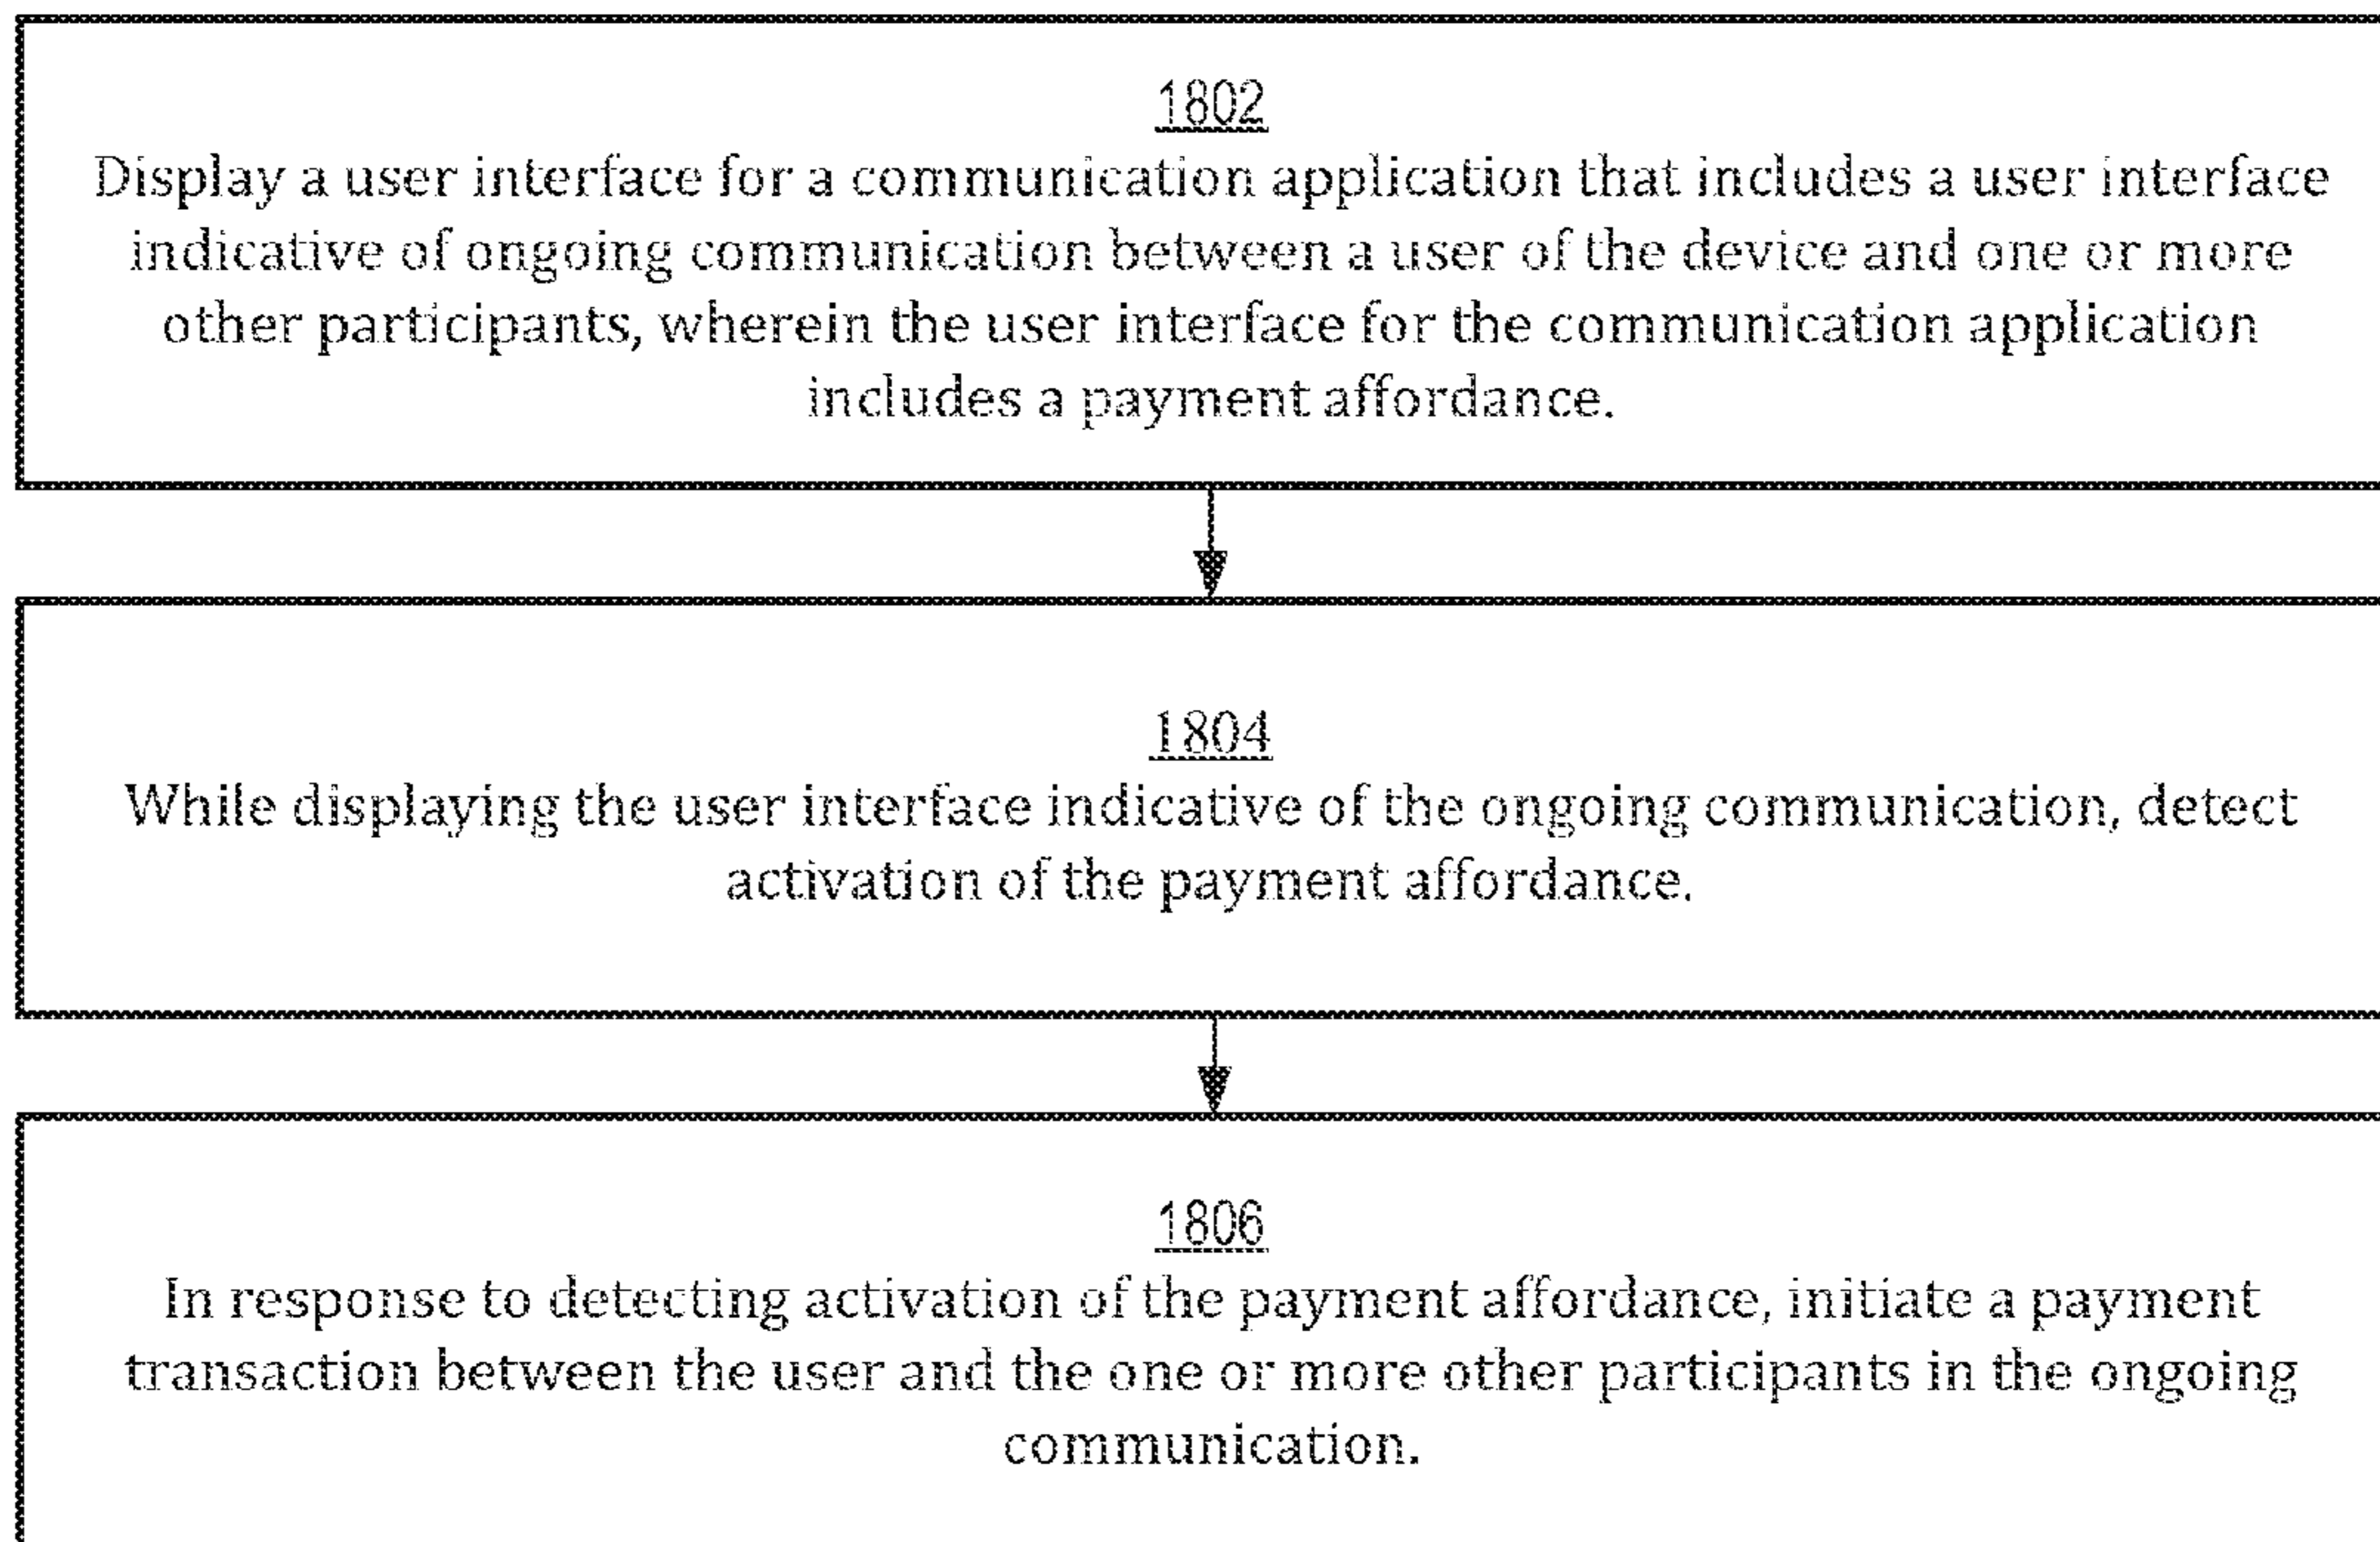 1802
Display a user interface for a communication application that includes a user interface
indicative of ongoing communication between a user of the device and one or more
other participants, wherein the user interface for the communication application
includes a payment affordance.
1804
While displaying the user interface indicative of the ongoing communication, detect
activation of the payment affordance.
1806
In response to detecting activation of the payment affordance, initiate a payment
transaction between the user and the one or more other participants in the ongoing
communication.